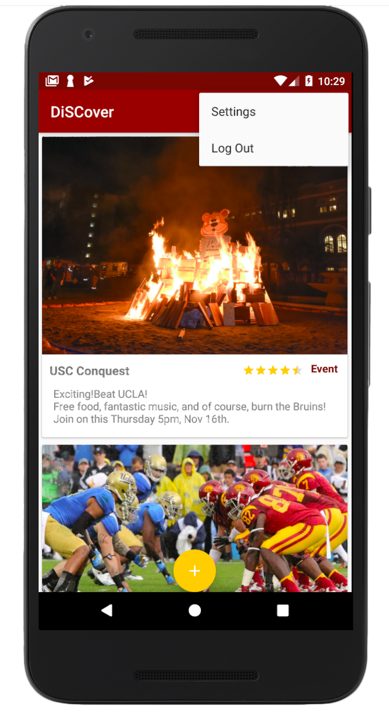 10:29
DiSCover
Settings
Log Out
USC Conquest
Event
Exciting!Beat UCLA!
Free food, fantastic music, and of course, burn the Bruins!
Join on this Thursday 5pm, Nov 16th.
+